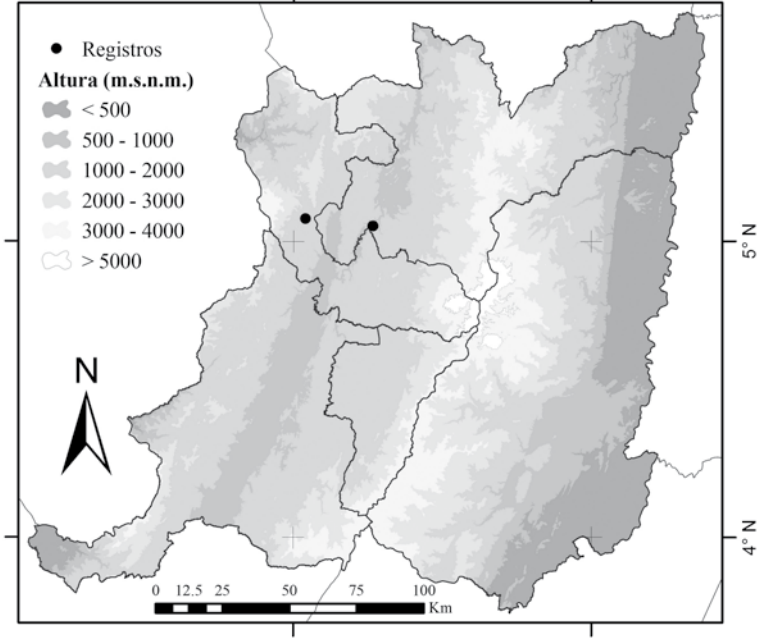 Registros
Altura (m.s.n.m.)
< 500
500 - 1000
1000 - 2000
2000 - 3000
3000 - 4000
> 5000
5° N
N
4° N
0 12.5 25 50 75 100
Km